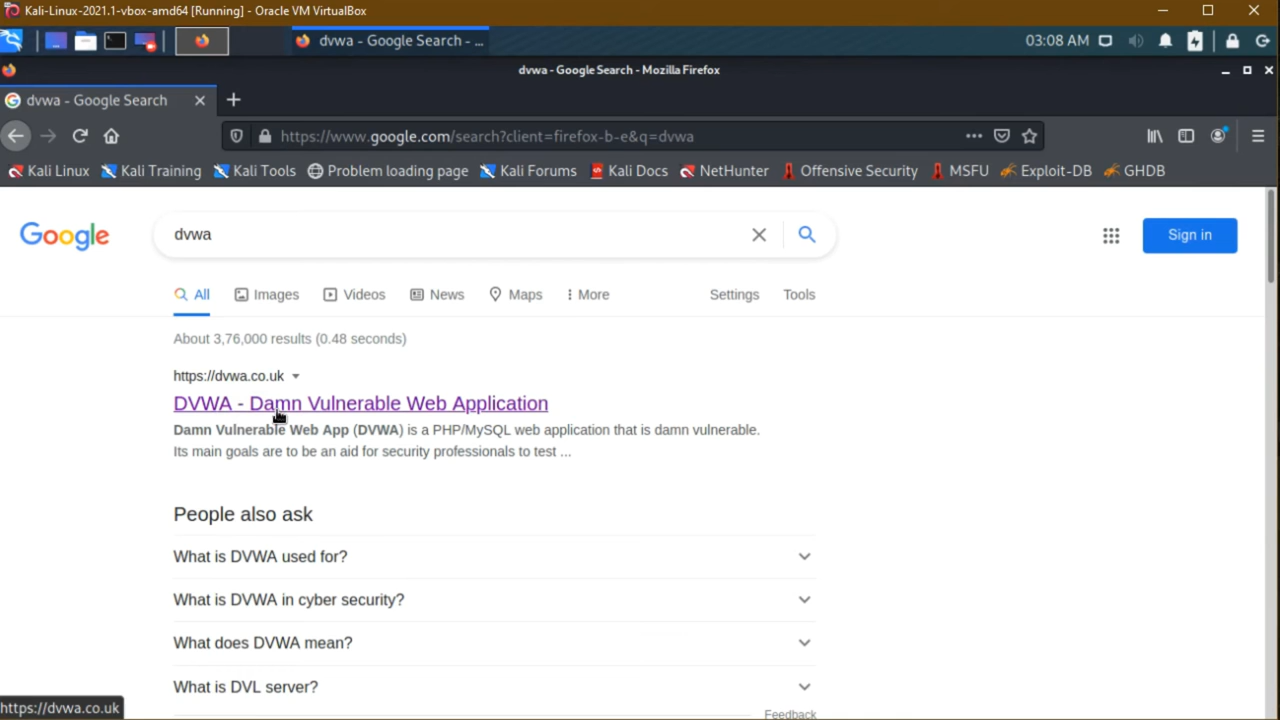 Kali-Linux-2021.1-vbox-amd64 [Running] - Oracle VM VirtualBox
dvwa - Google Search - ...
03:08 AM
dvwa - Google Search - Mozilla Firefox
dvwa - Google Search
https://www.google.com/search?client=firefox-b-e&q=dvwa
Kali Linux Kali Training Kali Tools Problem loading page Kali Forums Kali Docs NetHunter Offensive Security MSFU Exploit-DB GHDB
Google
dvwa
Sign in
All Images Videos News Maps More Settings Tools
About 3,76,000 results (0.48 seconds)
https://dvwa.co.uk
DVWA - Damn Vulnerable Web Application
Damn Vulnerable Web App (DVWA) is a PHP/MySQL web application that is damn vulnerable.
Its main goals are to be an aid for security professionals to test ...
People also ask
What is DVWA used for?
What is DVWA in cyber security?
What does DVWA mean?
What is DVL server?
https://dvwa.co.uk
Feedback